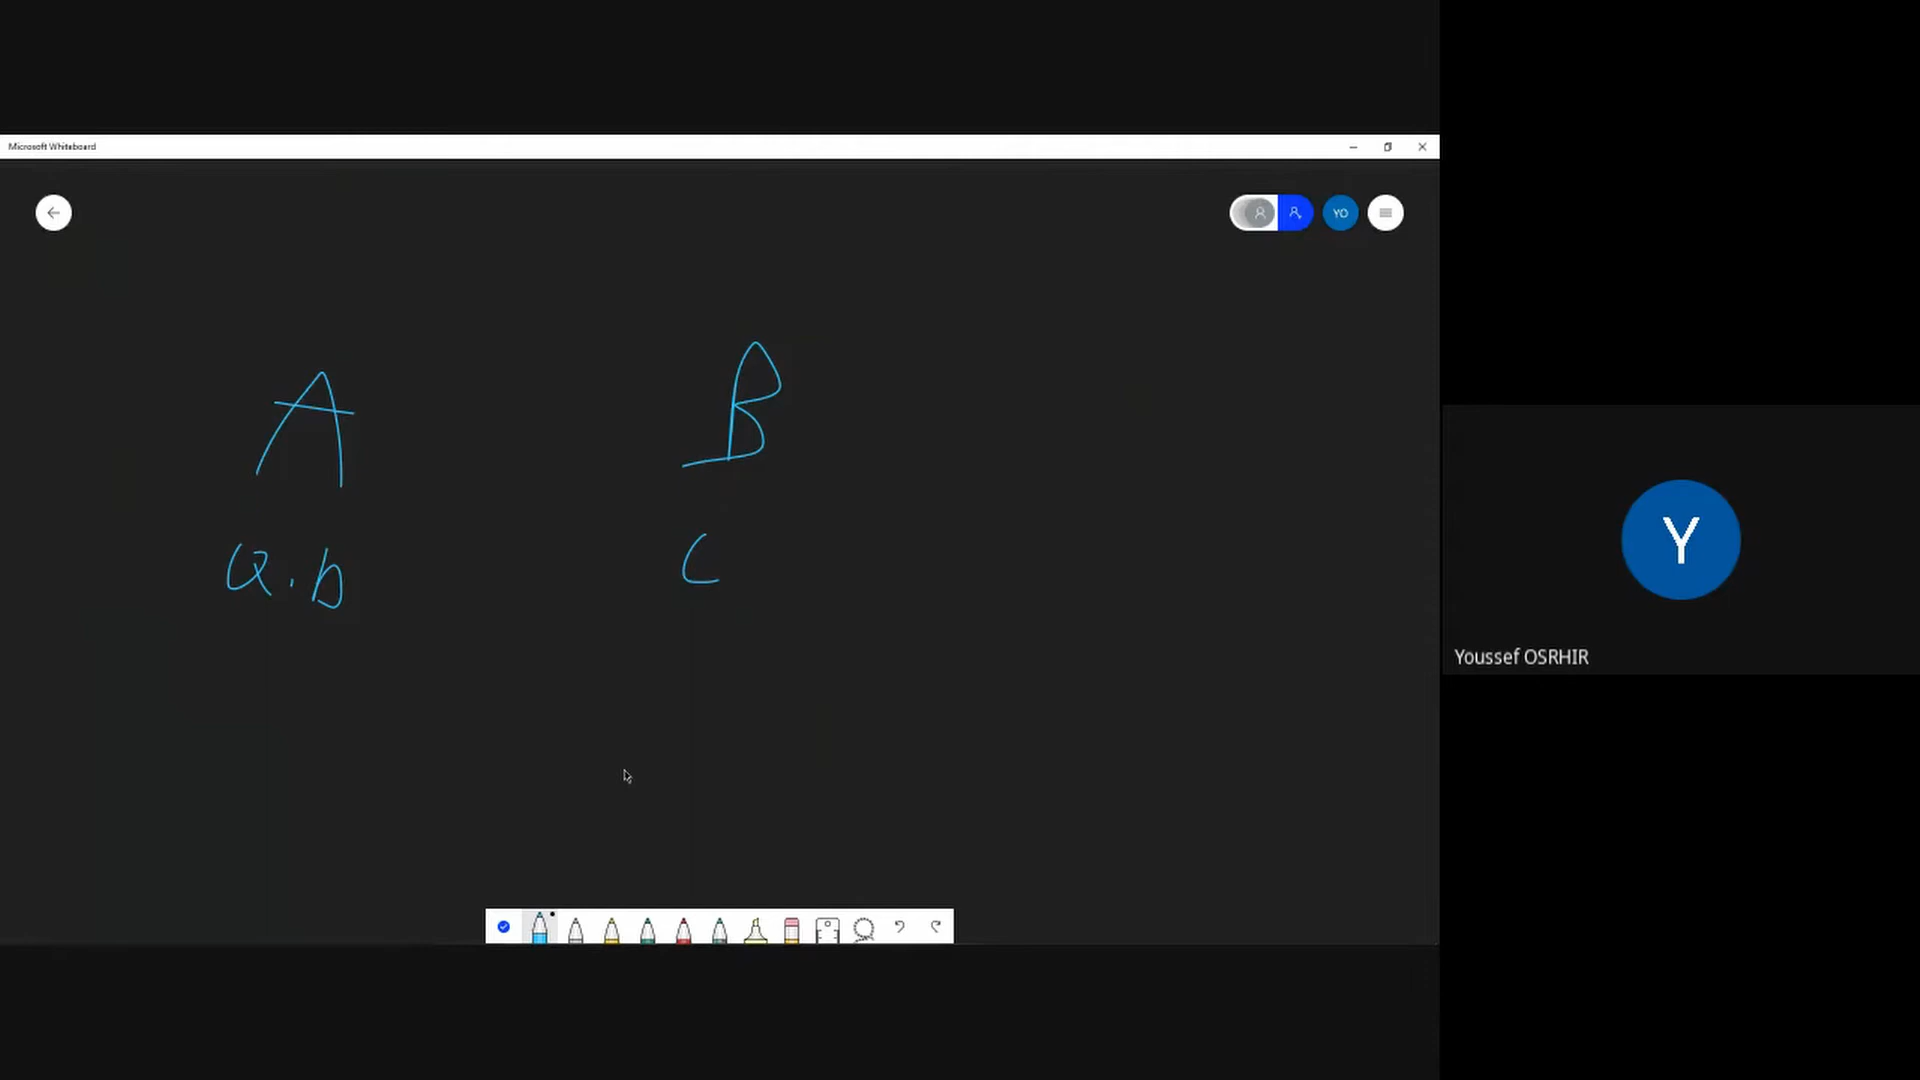 Microsoft Whiteboard
YO
A B
a . b C
Y
Youssef OSRHIR